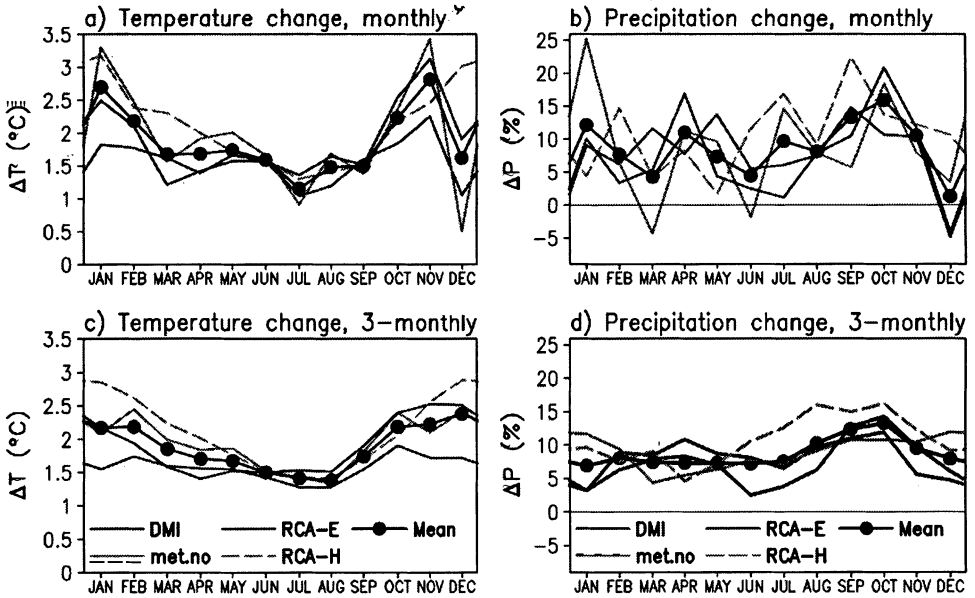 a) Temperature change, monthly
3.5
3
2.5
2
1.5
1
0.5
0
ΔT (°C)
JAN FEB MAR APR MAY JUN JUL AUG SEP OCT NOV DEC
b) Precipitation change, monthly
25
20
15
10
5
0
-5
ΔP (%)
JAN FEB MAR APR MAY JUN JUL AUG SEP OCT NOV DEC
c) Temperature change, 3-monthly
3.5
3
2.5
2
1.5
1
0.5
0
ΔT (°C)
DMI RCA-E Mean
met.no RCA-H
JAN FEB MAR APR MAY JUN JUL AUG SEP OCT NOV DEC
d) Precipitation change, 3-monthly
25
20
15
10
5
0
-5
ΔP (%)
DMI RCA-E Mean
met.no RCA-H
JAN FEB MAR APR MAY JUN JUL AUG SEP OCT NOV DEC